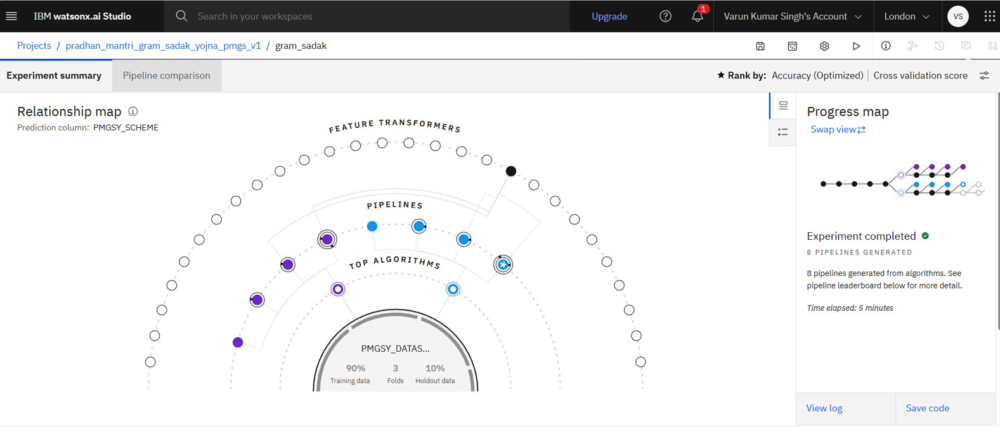 IBM watsonx.ai Studio
Search in your workspaces
Upgrade
1
Varun Kumar Singh's Account
London
VS
Projects / pradhan_mantri_gram_sadak_yojna_pmgs_v1 / gram_sadak
Experiment summary
Pipeline comparison
Rank by: Accuracy (Optimized) | Cross validation score
Relationship map
Prediction column: PMGSY_SCHEME
FEATURE TRANSFORMERS
PIPELINES
TOP ALGORITHMS
PMGSY_DATAS...
90% 3 10%
Training data Folds Holdout data
Progress map
Swap view
Experiment completed
8 PIPELINES GENERATED
8 pipelines generated from algorithms. See
pipeline leaderboard below for more detail.
Time elapsed: 5 minutes
View log
Save code